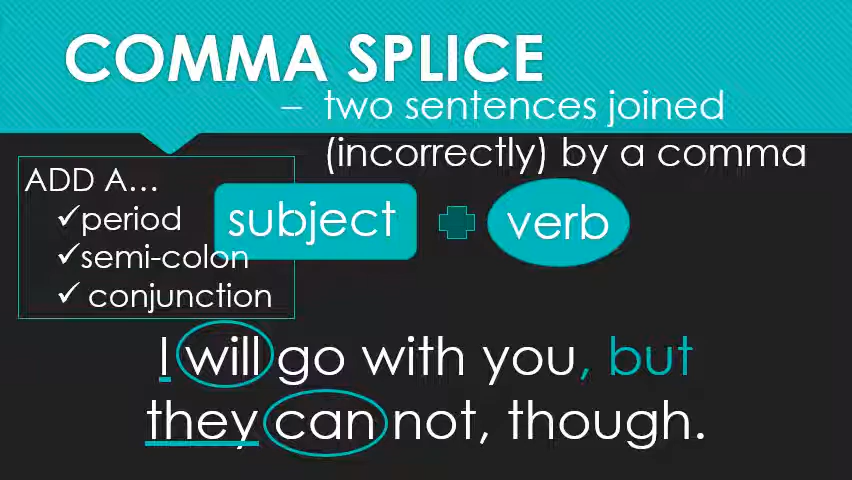 COMMA SPLICE
– two sentences joined
(incorrectly) by a comma
ADD A...
✓period
✓semi-colon
✓ conjunction
subject
verb
I will go with you, but
they can not, though.